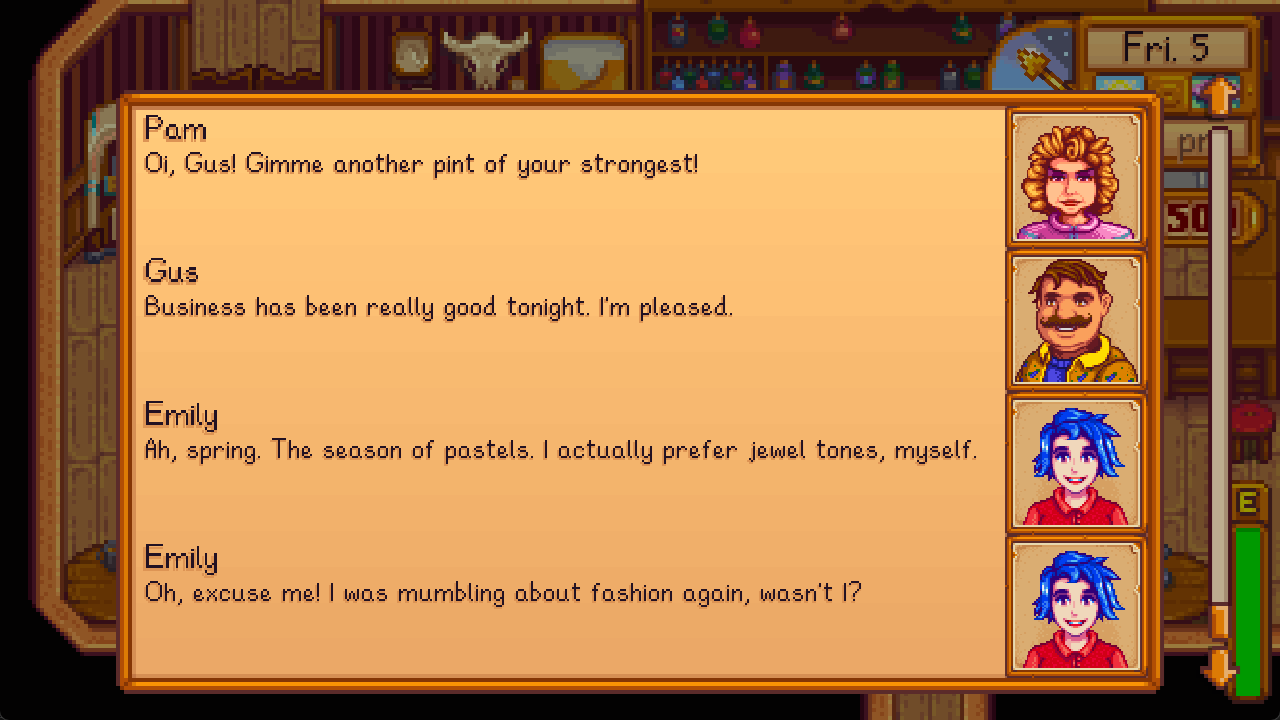 Fri. 5
Pam
Oi, Gus! Gimme another pint of your strongest!
Gus
Business has been really good tonight. I'm pleased.
Emily
Ah, spring. The season of pastels. I actually prefer jewel tones, myself.
Emily
Oh, excuse me! I was mumbling about fashion again, wasn't I?
E